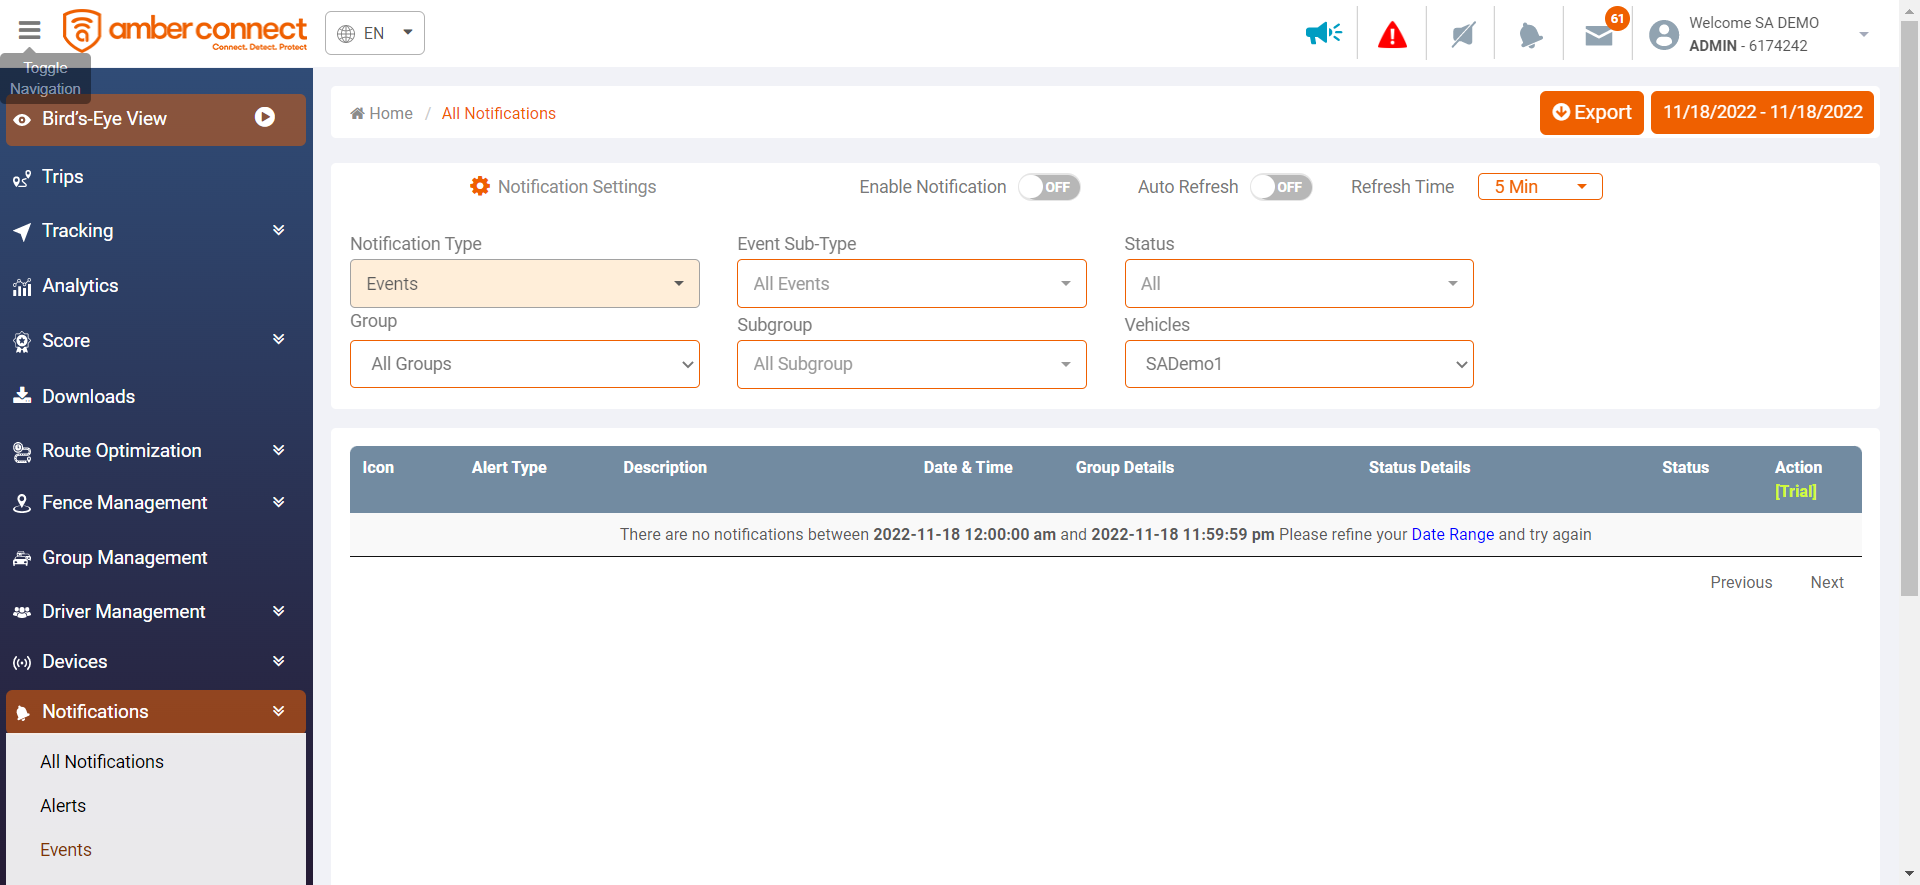 amber connect
Connect. Detect. Protect
EN
61
Welcome SA DEMO
ADMIN - 6174242
Toggle
Navigation
Bird's-Eye View
Trips
Tracking
Analytics
Score
Downloads
Route Optimization
Fence Management
Group Management
Driver Management
Devices
Notifications
All Notifications
Alerts
Events
Home / All Notifications
Export
11/18/2022 - 11/18/2022
Notification Settings
Enable Notification OFF
Auto Refresh OFF
Refresh Time 5 Min
Notification Type
Event Sub-Type
Status
Events
All Events
All
Group
Subgroup
Vehicles
All Groups
All Subgroup
SADemo1
Icon Alert Type Description Date & Time Group Details Status Details Status Action
[Trial]
There are no notifications between 2022-11-18 12:00:00 am and 2022-11-18 11:59:59 pm Please refine your Date Range and try again
Previous Next